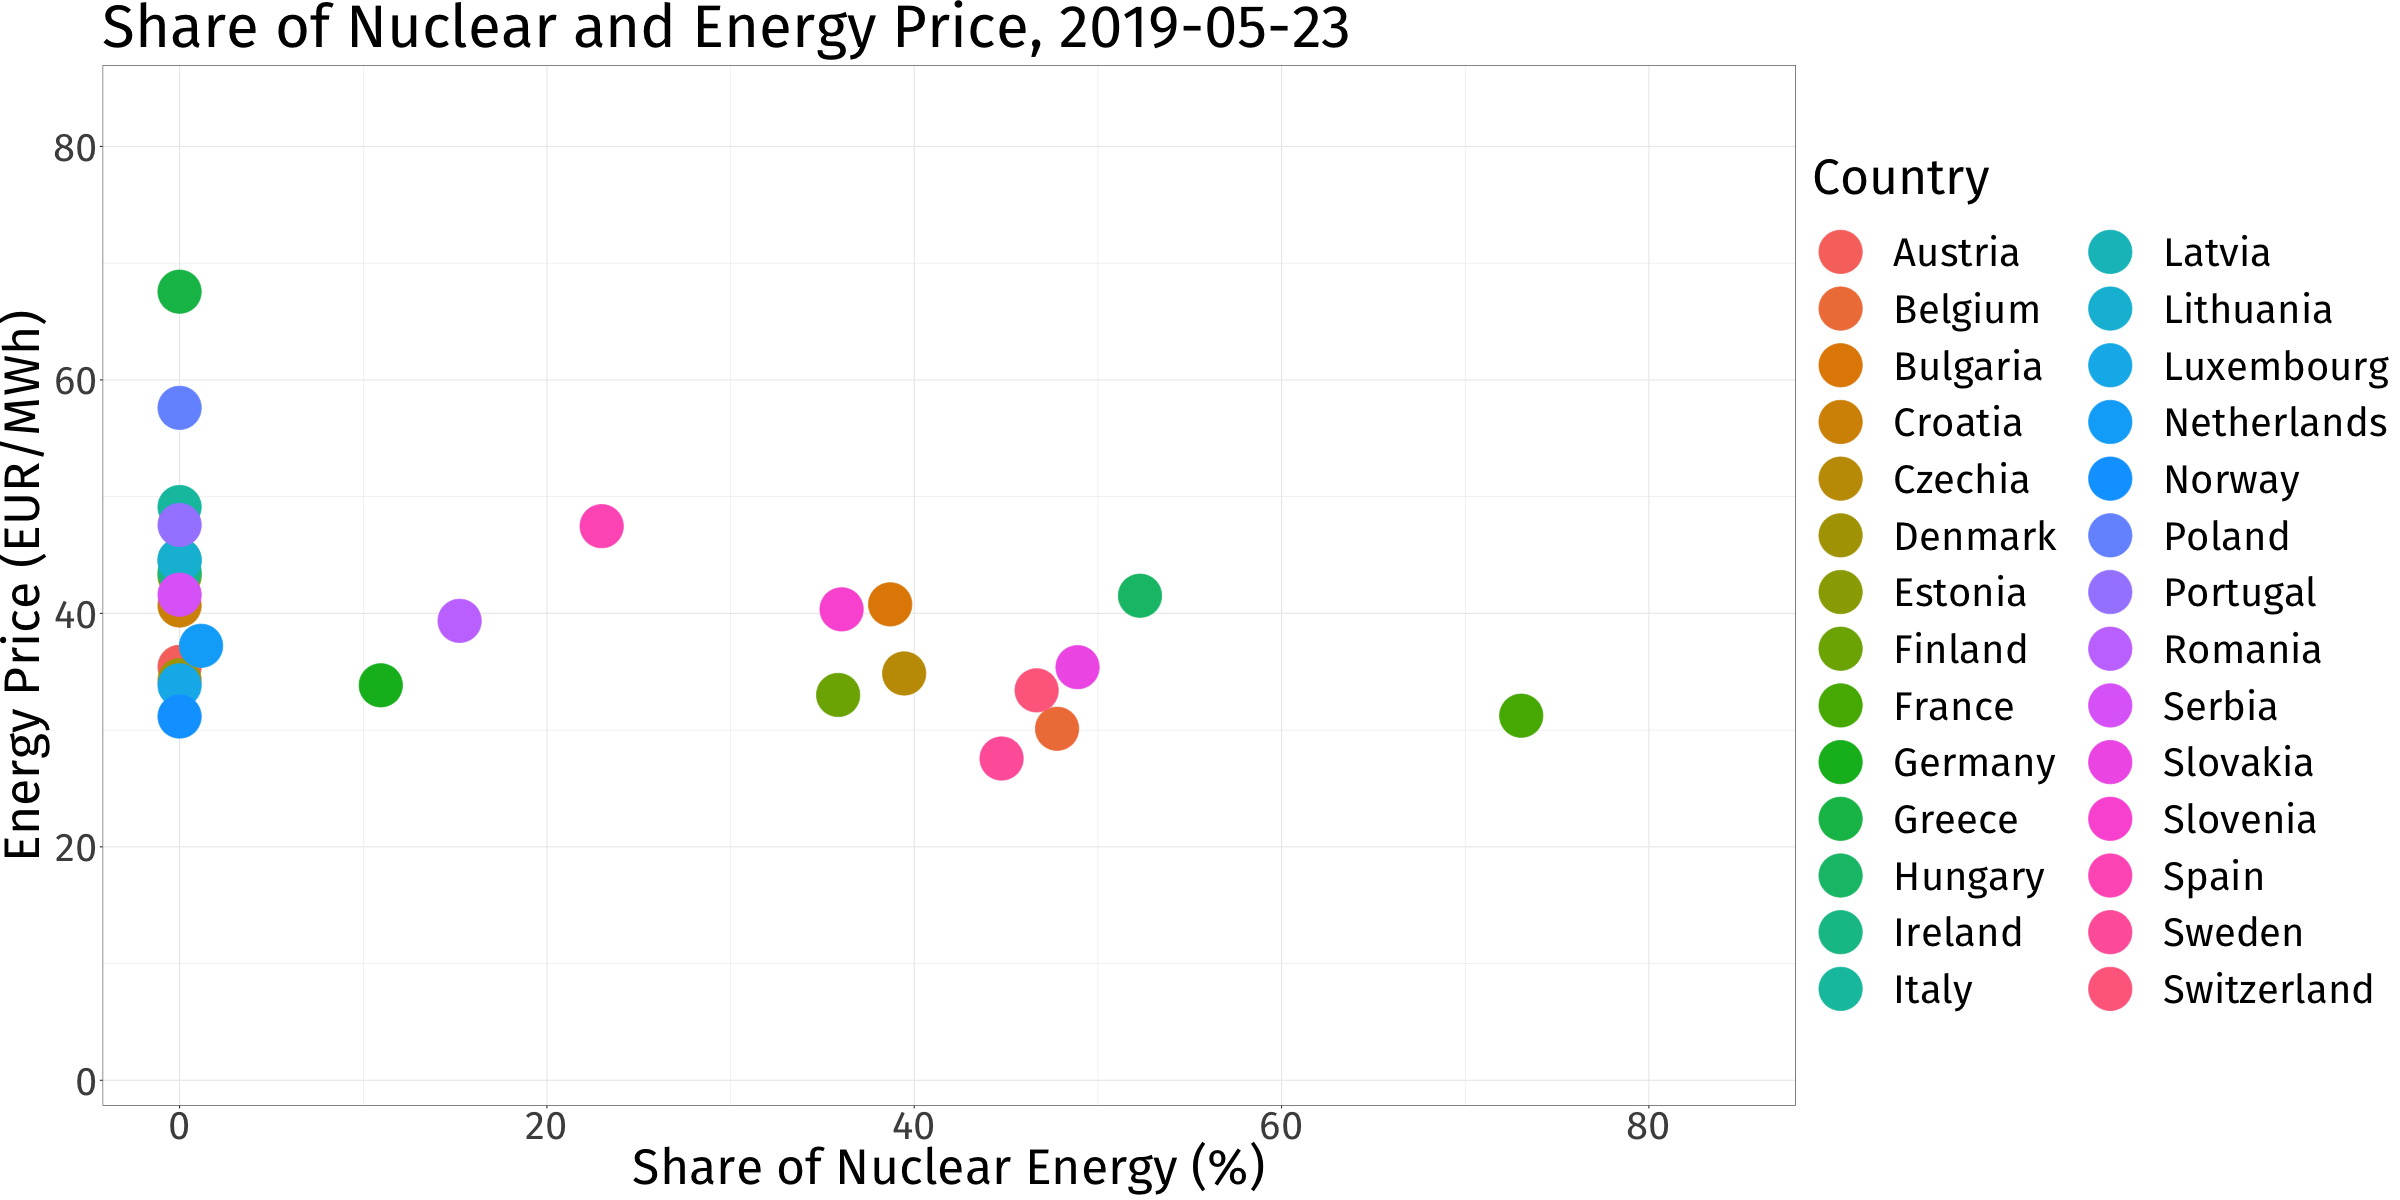 Share of Nuclear and Energy Price, 2019-05-23
Energy Price (EUR/MWh)
80
60
40
20
0
0 20 40 60 80
Share of Nuclear Energy (%)
Country
Austria
Belgium
Bulgaria
Croatia
Czechia
Denmark
Estonia
Finland
France
Germany
Greece
Hungary
Ireland
Italy
Latvia
Lithuania
Luxembourg
Netherlands
Norway
Poland
Portugal
Romania
Serbia
Slovakia
Slovenia
Spain
Sweden
Switzerland